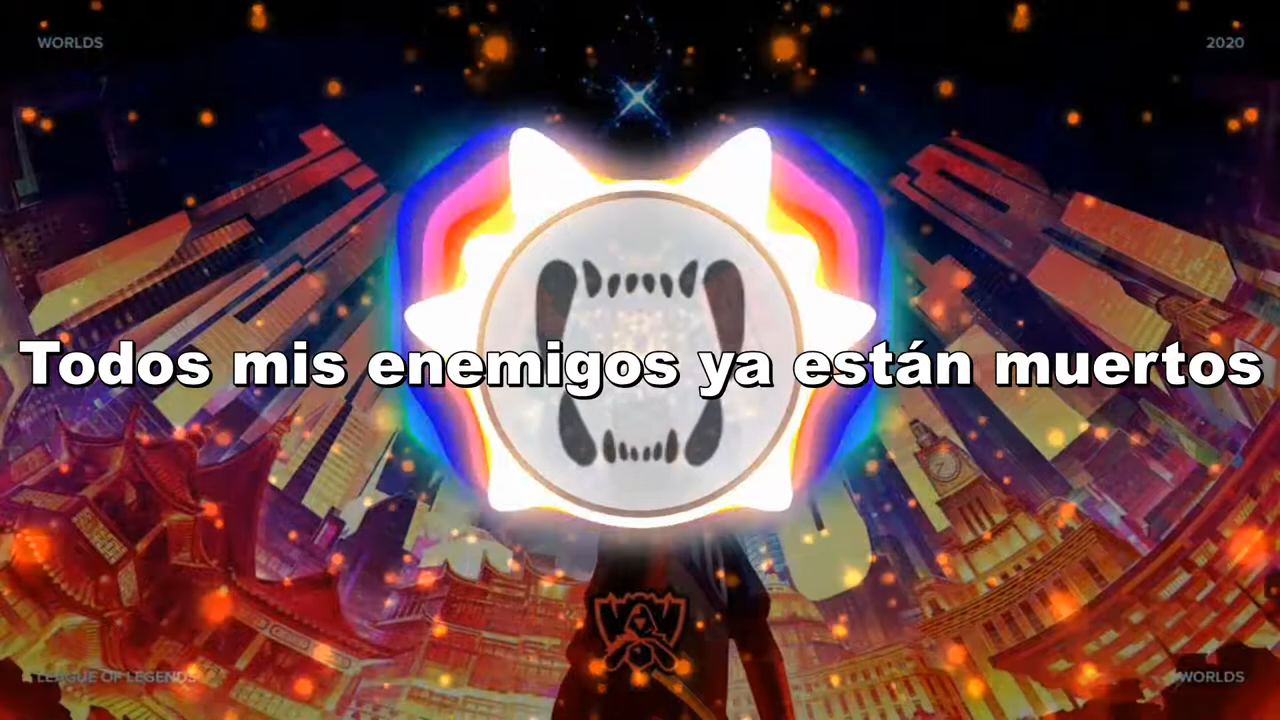 WORLDS
2020
Todos mis enemigos ya están muertos
LEAGUE OF LEGENDS
WORLDS